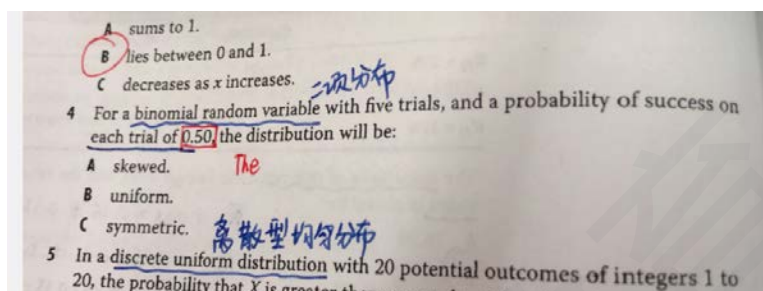 A sums to 1.
B lies between 0 and 1.
C decreases as x increases.
二项分布
4 For a binomial random variable with five trials, and a probability of success on
each trial of 0.50, the distribution will be:
A skewed.
The
B uniform.
C symmetric.
离散型均匀分布
5 In a discrete uniform distribution with 20 potential outcomes of integers 1 to
20, the probability that X is greater